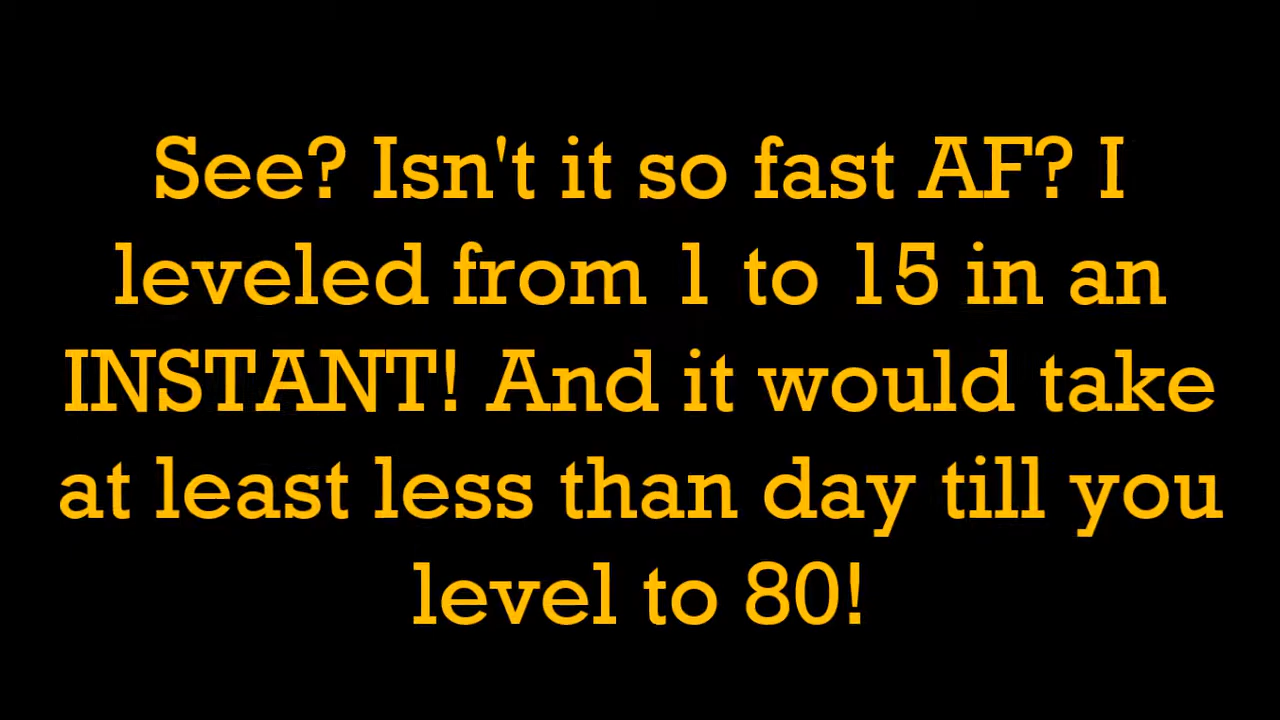 See? Isn't it so fast AF? I
leveled from 1 to 15 in an
INSTANT! And it would take
at least less than day till you
level to 80!